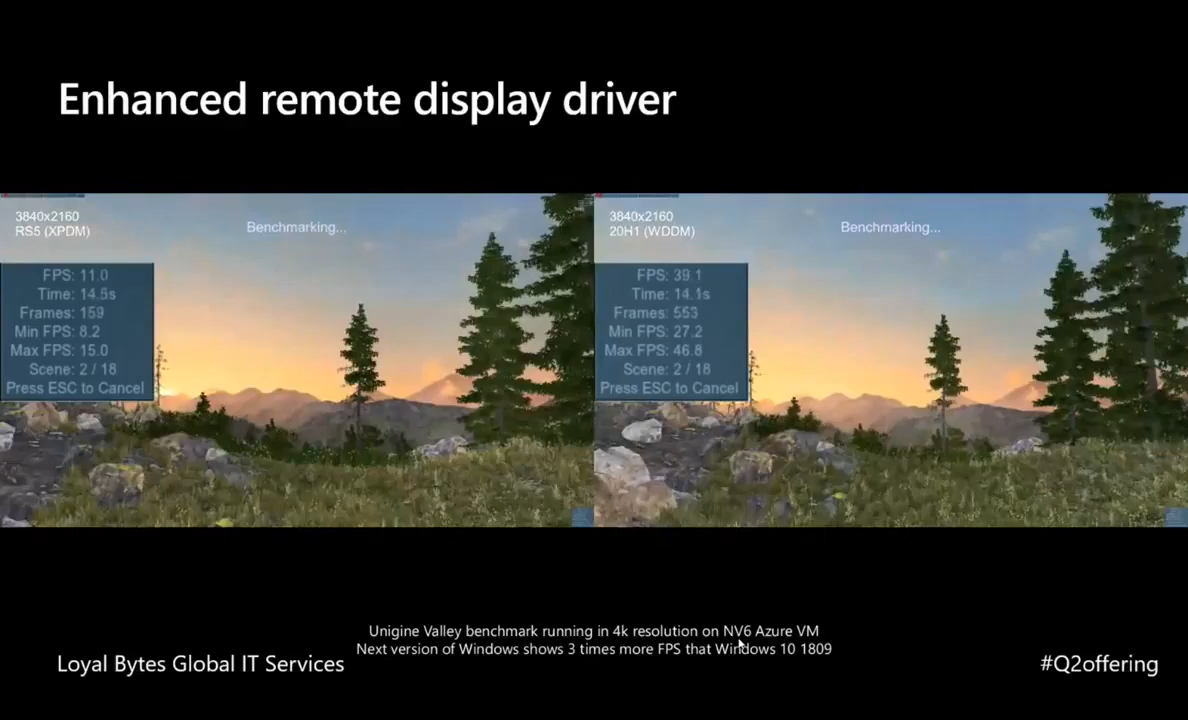 Enhanced remote display driver
3840x2160
RS5 (XPDM)
Benchmarking...
FPS: 11.0
Time: 14.5s
Frames: 159
Min FPS: 8.2
Max FPS: 15.0
Scene: 2 / 18
Press ESC to Cancel
3840x2160
20H1 (WDDM)
Benchmarking...
FPS: 39.1
Time: 14.1s
Frames: 553
Min FPS: 27.2
Max FPS: 46.8
Scene: 2 / 18
Press ESC to Cancel
Unigine Valley benchmark running in 4k resolution on NV6 Azure VM
Next version of Windows shows 3 times more FPS that Windows 10 1809
Loyal Bytes Global IT Services
#Q2offering